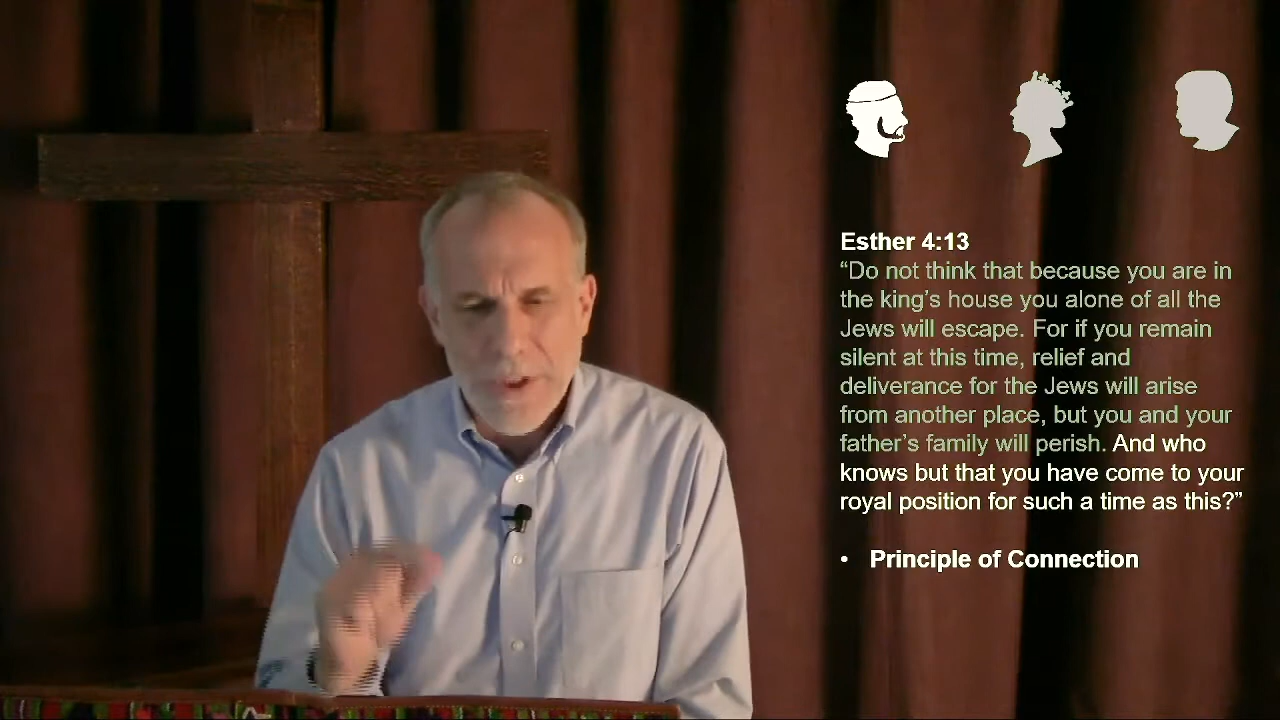 Esther 4:13
“Do not think that because you are in
the king’s house you alone of all the
Jews will escape. For if you remain
silent at this time, relief and
deliverance for the Jews will arise
from another place, but you and your
father’s family will perish. And who
knows but that you have come to your
royal position for such a time as this?”
• Principle of Connection